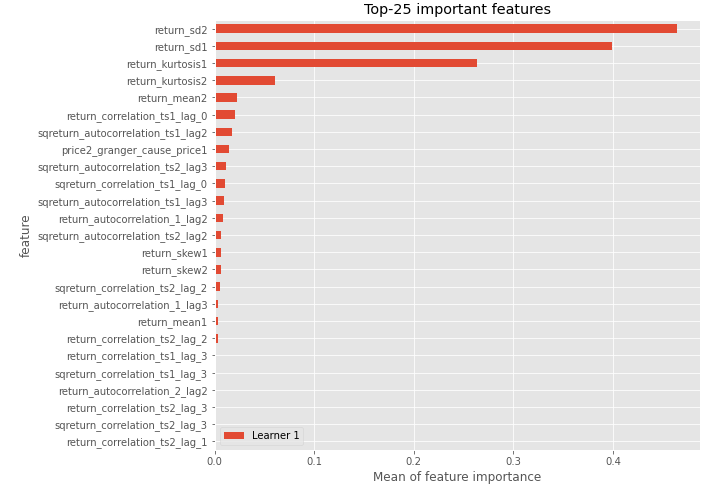 Top-25 important features
return_sd2
return_sd1
return_kurtosis1
return_kurtosis2
return_mean2
return_correlation_ts1_lag_0
sqreturn_autocorrelation_ts1_lag2
price2_granger_cause_price1
sqreturn_autocorrelation_ts2_lag3
sqreturn_correlation_ts1_lag_0
sqreturn_autocorrelation_ts1_lag3
return_autocorrelation_1_lag2
sqreturn_autocorrelation_ts2_lag2
return_skew1
return_skew2
sqreturn_correlation_ts2_lag_2
return_autocorrelation_1_lag3
return_mean1
return_correlation_ts2_lag_2
return_correlation_ts1_lag_3
sqreturn_correlation_ts1_lag_3
return_autocorrelation_2_lag2
return_correlation_ts2_lag_3
sqreturn_correlation_ts2_lag_3
return_correlation_ts2_lag_1
feature
Learner 1
0.0 0.1 0.2 0.3 0.4
Mean of feature importance